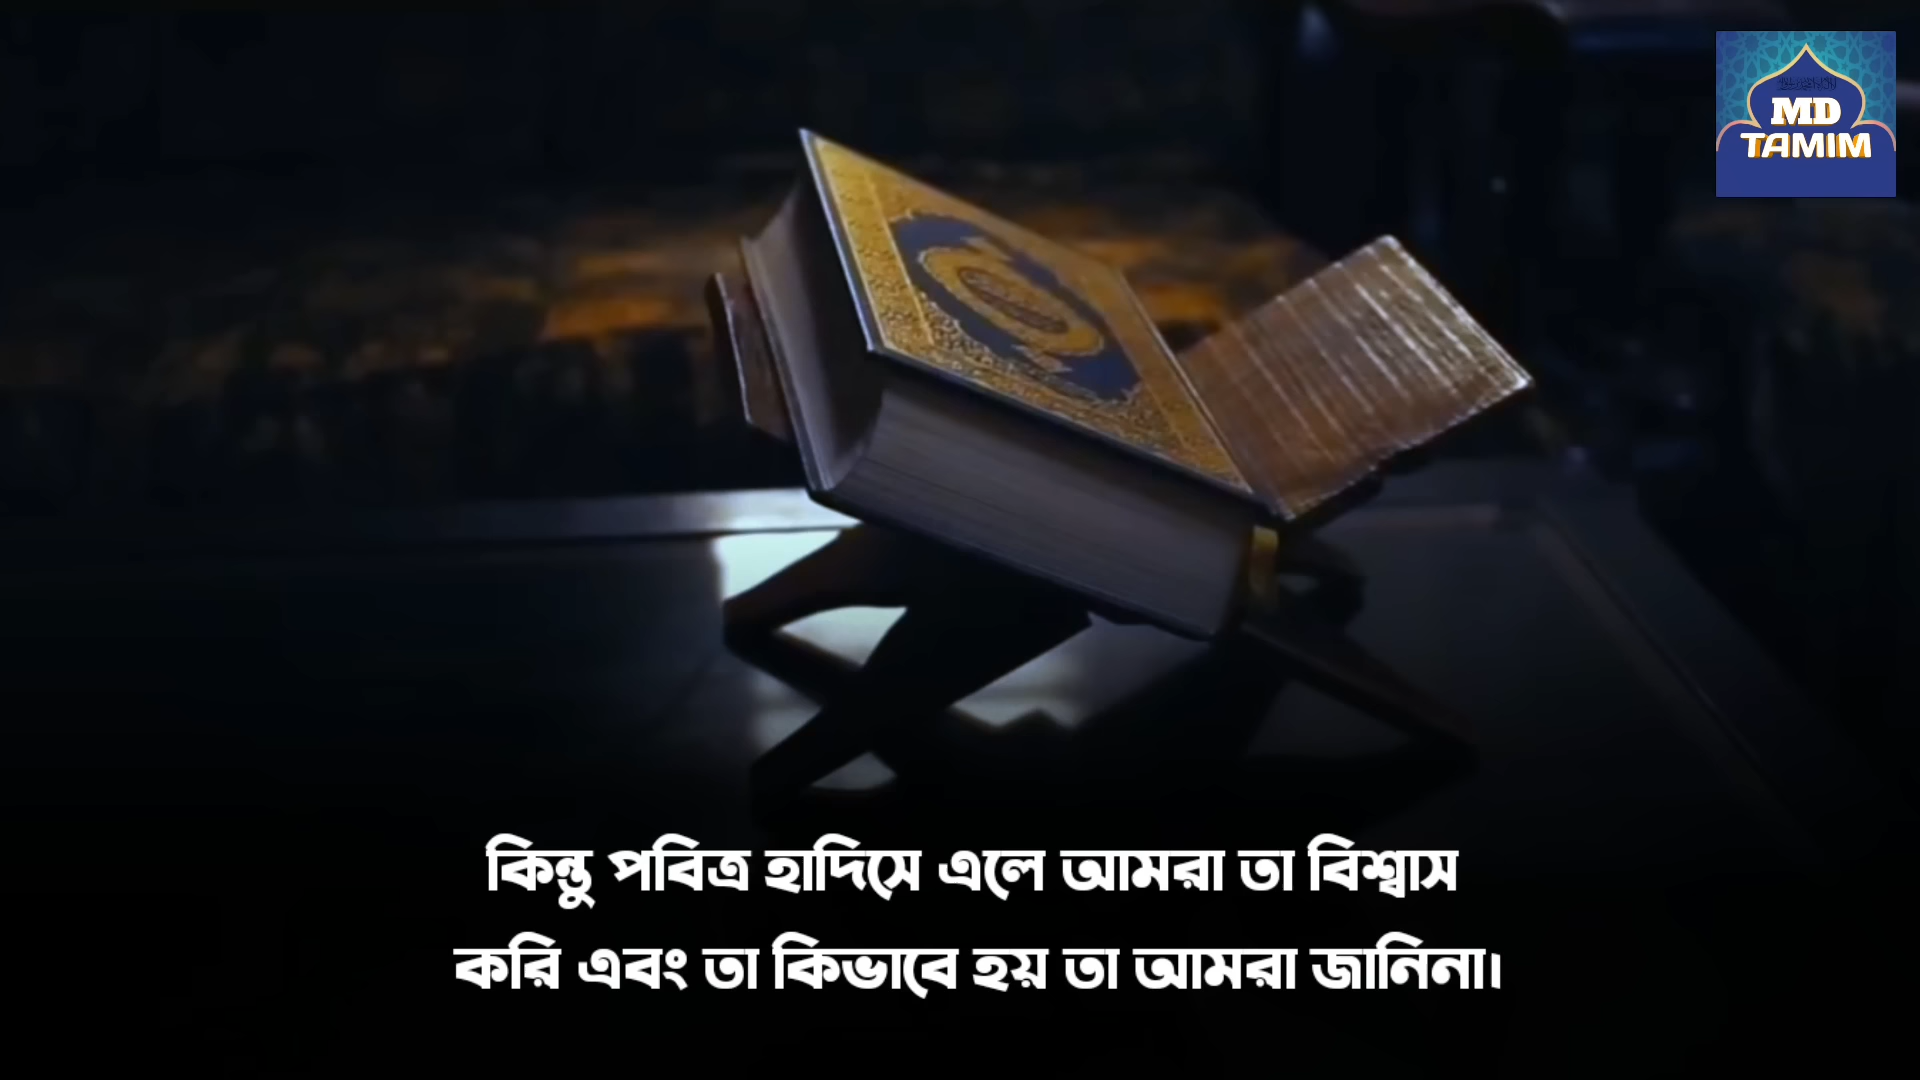 MD
TAMIM
কিন্তু পবিত্র হাদিসে এলে আমরা তা বিশ্বাস
করি এবং তা কিভাবে হয় তা আমরা জানিনা।